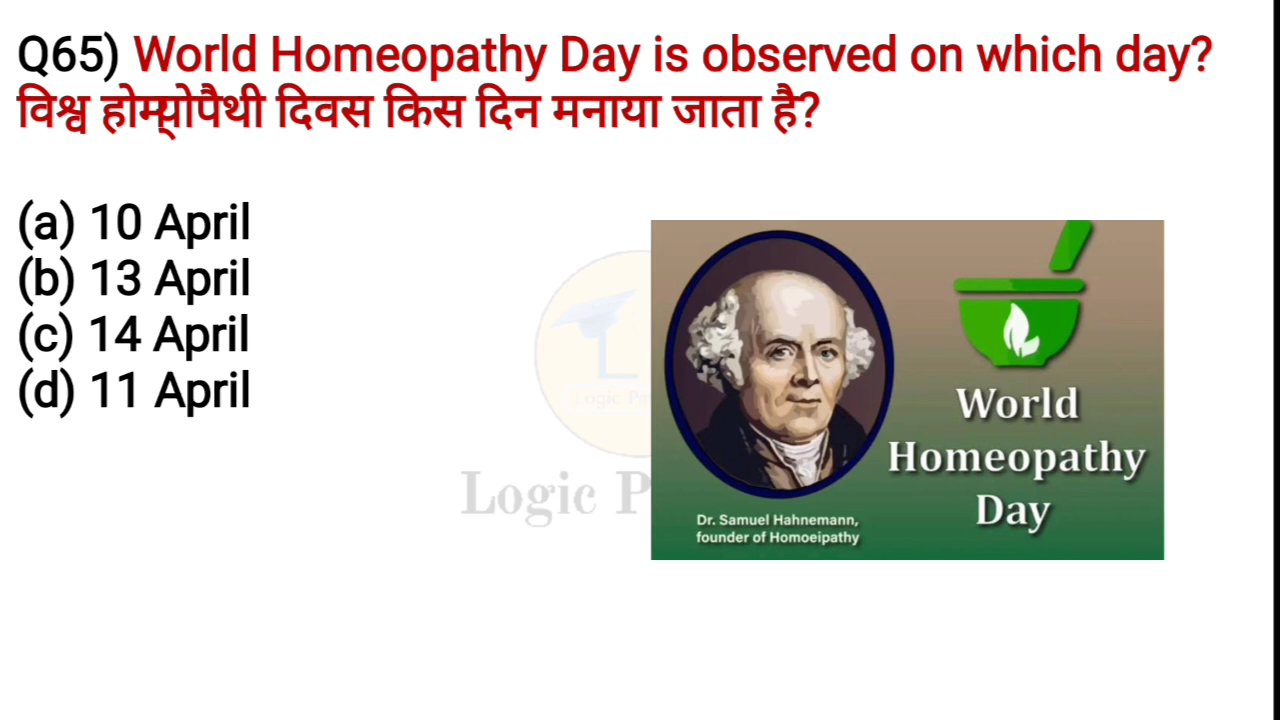 Q65) World Homeopathy Day is observed on which day?
विश्व होम्योपैथी दिवस किस दिन मनाया जाता है?
(a) 10 April
(b) 13 April
(c) 14 April
(d) 11 April
Logic P
Dr. Samuel Hahnemann,
founder of Homoeipathy
World
Homeopathy
Day